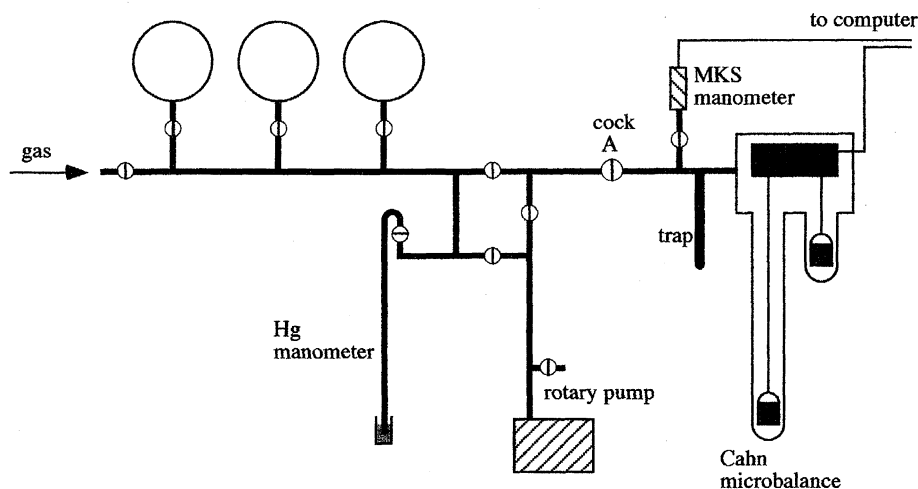 to computer
MKS
manometer
cock
A
gas
trap
Hg
manometer
rotary pump
Cahn
microbalance